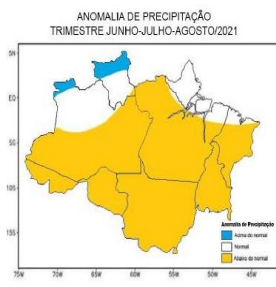 ANOMALIA DE PRECIPITAÇÃO
TRIMESTRE JUNHO-JULHO-AGOSTO/2021
5N
EQ
5S
10S
15S
75W 70W 65W 60W 55W 50W 45W
Anomalia de Precipitação
Acima do normal
Normal
Abaixo do normal